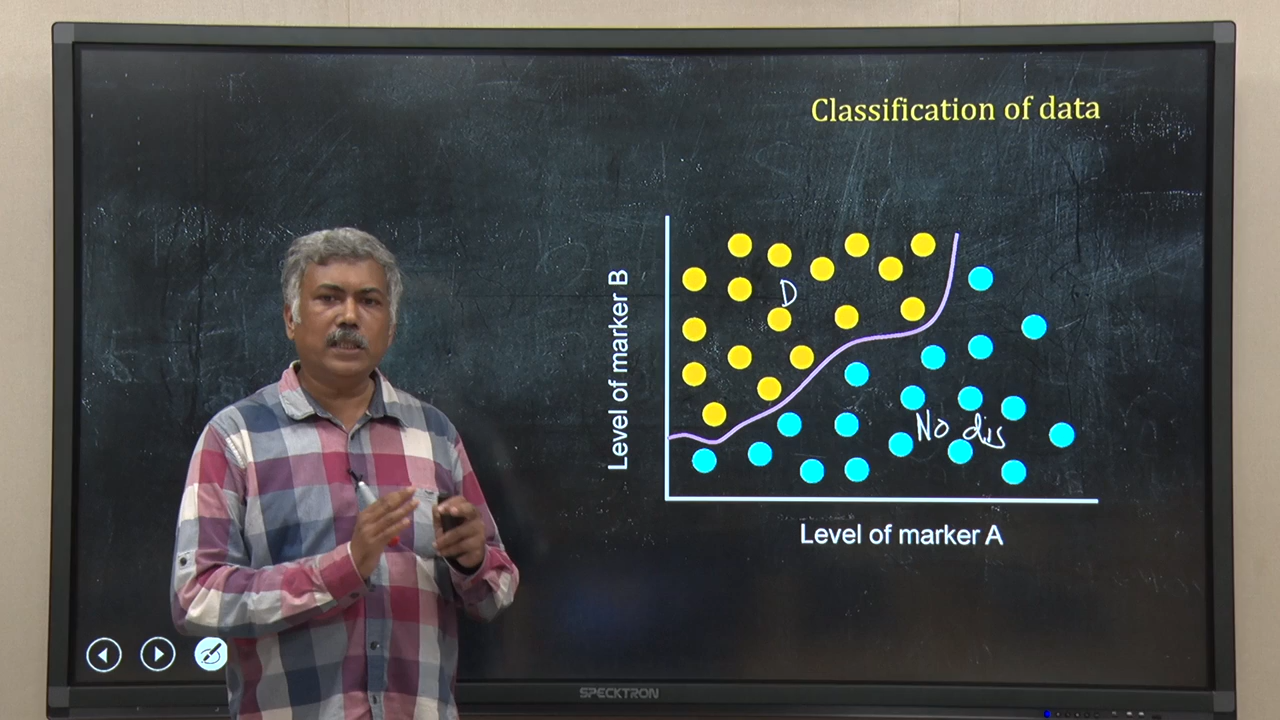 Classification of data
Level of marker B
D
No dis
Level of marker A
SPECKTRON